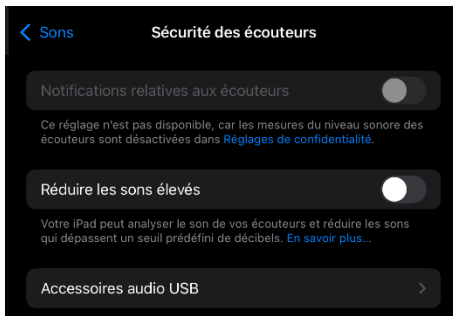 Sons
Sécurité des écouteurs
Notifications relatives aux écouteurs
Ce réglage n'est pas disponible, car les mesures du niveau sonore des
écouteurs sont désactivées dans Réglages de confidentialité.
Réduire les sons élevés
Votre iPad peut analyser le son de vos écouteurs et réduire les sons
qui dépassent un seuil prédéfini de décibels. En savoir plus...
Accessoires audio USB